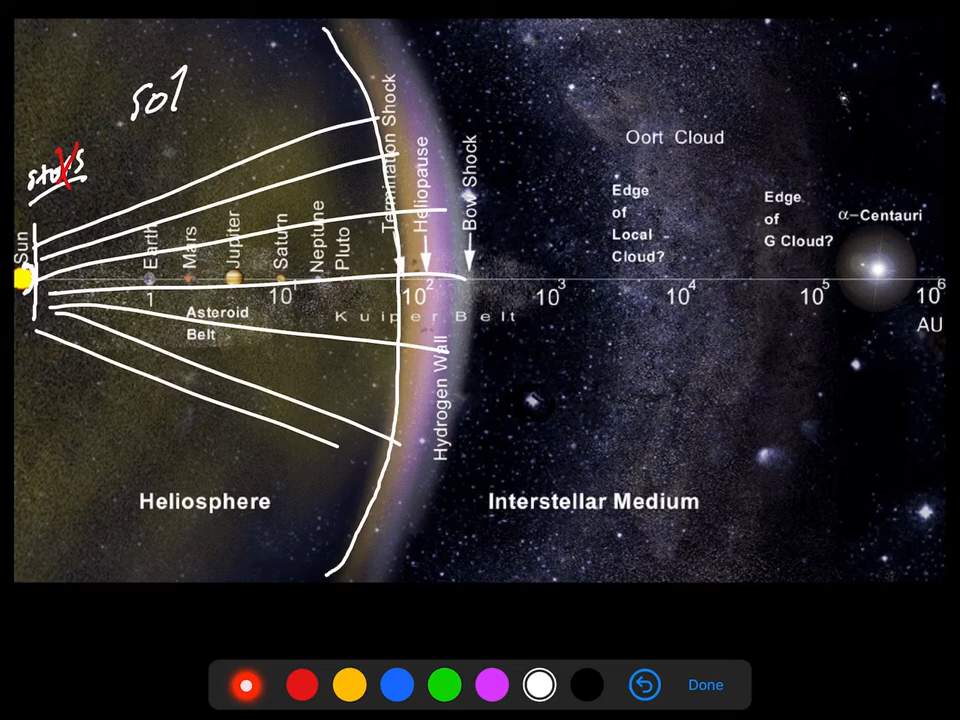 sol
Sun
Earth
Mars
Jupiter
Saturn
Neptune
Pluto
Termination Shock
Heliopause
Bow Shock
Oort Cloud
Edge
of
Local
Cloud?
Edge
of
G Cloud?
α-Centauri
1
10¹
10²
10³
10⁴
10⁵
10⁶
AU
Asteroid
Belt
Kuiper Belt
Hydrogen Wall
Heliosphere
Interstellar Medium
Done